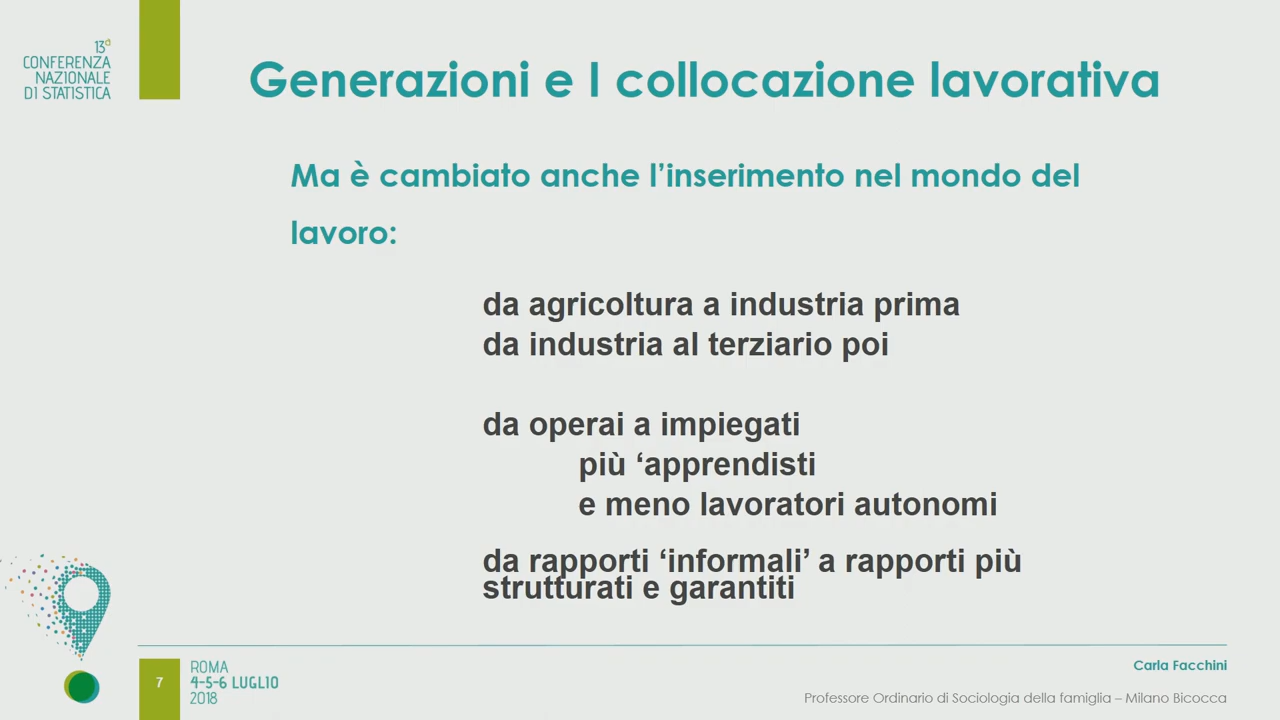 13ª
CONFERENZA
NAZIONALE
DI STATISTICA
Generazioni e I collocazione lavorativa
Ma è cambiato anche l’inserimento nel mondo del
lavoro:
da agricoltura a industria prima
da industria al terziario poi
da operai a impiegati
più ‘apprendisti
e meno lavoratori autonomi
da rapporti ‘informali’ a rapporti più
strutturati e garantiti
7
ROMA
4-5-6 LUGLIO
2018
Carla Facchini
Professore Ordinario di Sociologia della famiglia – Milano Bicocca